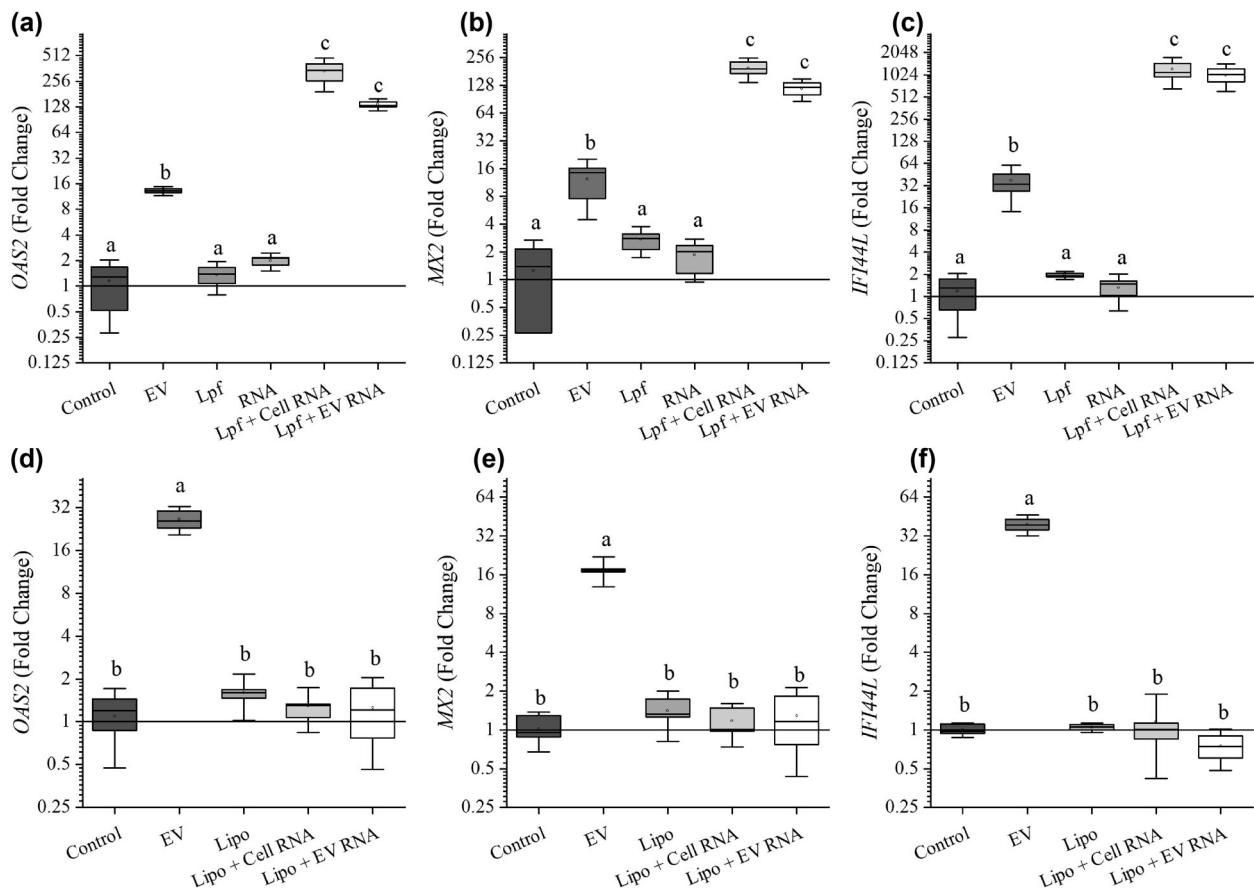 (a)
OAS2 (Fold Change)
512
256
128
64
32
16
8
4
2
1
0.5
0.25
0.125
a
b
a
a
c
c
Control
EV
Lpf
RNA
Lpf + Cell RNA
Lpf + EV RNA
(b)
MX2 (Fold Change)
256
128
64
32
16
8
4
2
1
0.5
0.25
0.125
a
b
a
a
c
c
Control
EV
Lpf
RNA
Lpf + Cell RNA
Lpf + EV RNA
(c)
IFI44L (Fold Change)
2048
1024
512
256
128
64
32
16
8
4
2
1
0.5
0.25
0.125
a
b
a
a
c
c
Control
EV
Lpf
RNA
Lpf + Cell RNA
Lpf + EV RNA
(d)
OAS2 (Fold Change)
32
16
8
4
2
1
0.5
0.25
b
a
b
b
b
Control
EV
Lipo
Lipo + Cell RNA
Lipo + EV RNA
(e)
MX2 (Fold Change)
64
32
16
8
4
2
1
0.5
0.25
b
a
b
b
b
Control
EV
Lipo
Lipo + Cell RNA
Lipo + EV RNA
(f)
IFI44L (Fold Change)
64
32
16
8
4
2
1
0.5
0.25
b
a
b
b
b
Control
EV
Lipo
Lipo + Cell RNA
Lipo + EV RNA